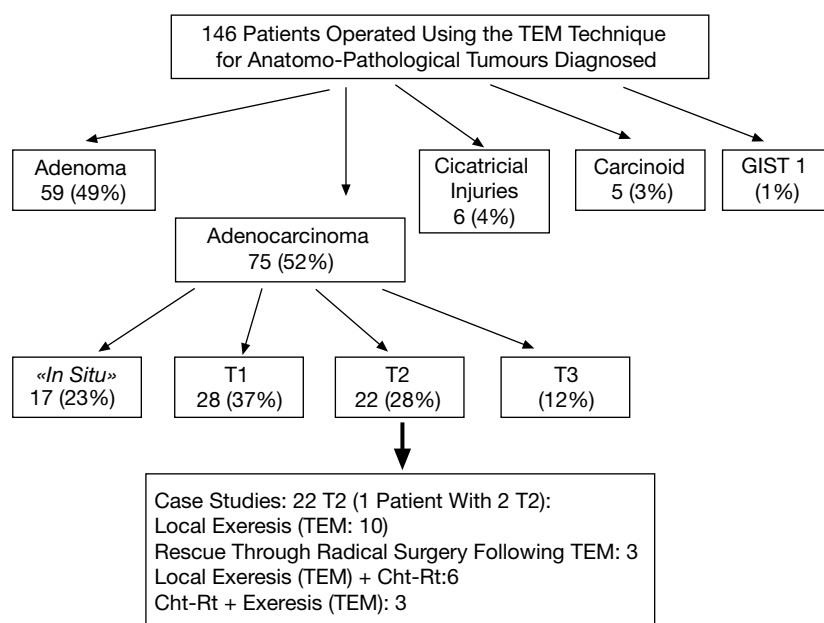 146 Patients Operated Using the TEM Technique
for Anatomo-Pathological Tumours Diagnosed
Adenoma
59 (49%)
Cicatricial
Injuries
6 (4%)
Carcinoid
5 (3%)
GIST 1
(1%)
Adenocarcinoma
75 (52%)
«In Situ»
17 (23%)
T1
28 (37%)
T2
22 (28%)
T3
(12%)
Case Studies: 22 T2 (1 Patient With 2 T2):
Local Exeresis (TEM: 10)
Rescue Through Radical Surgery Following TEM: 3
Local Exeresis (TEM) + Cht-Rt:6
Cht-Rt + Exeresis (TEM): 3